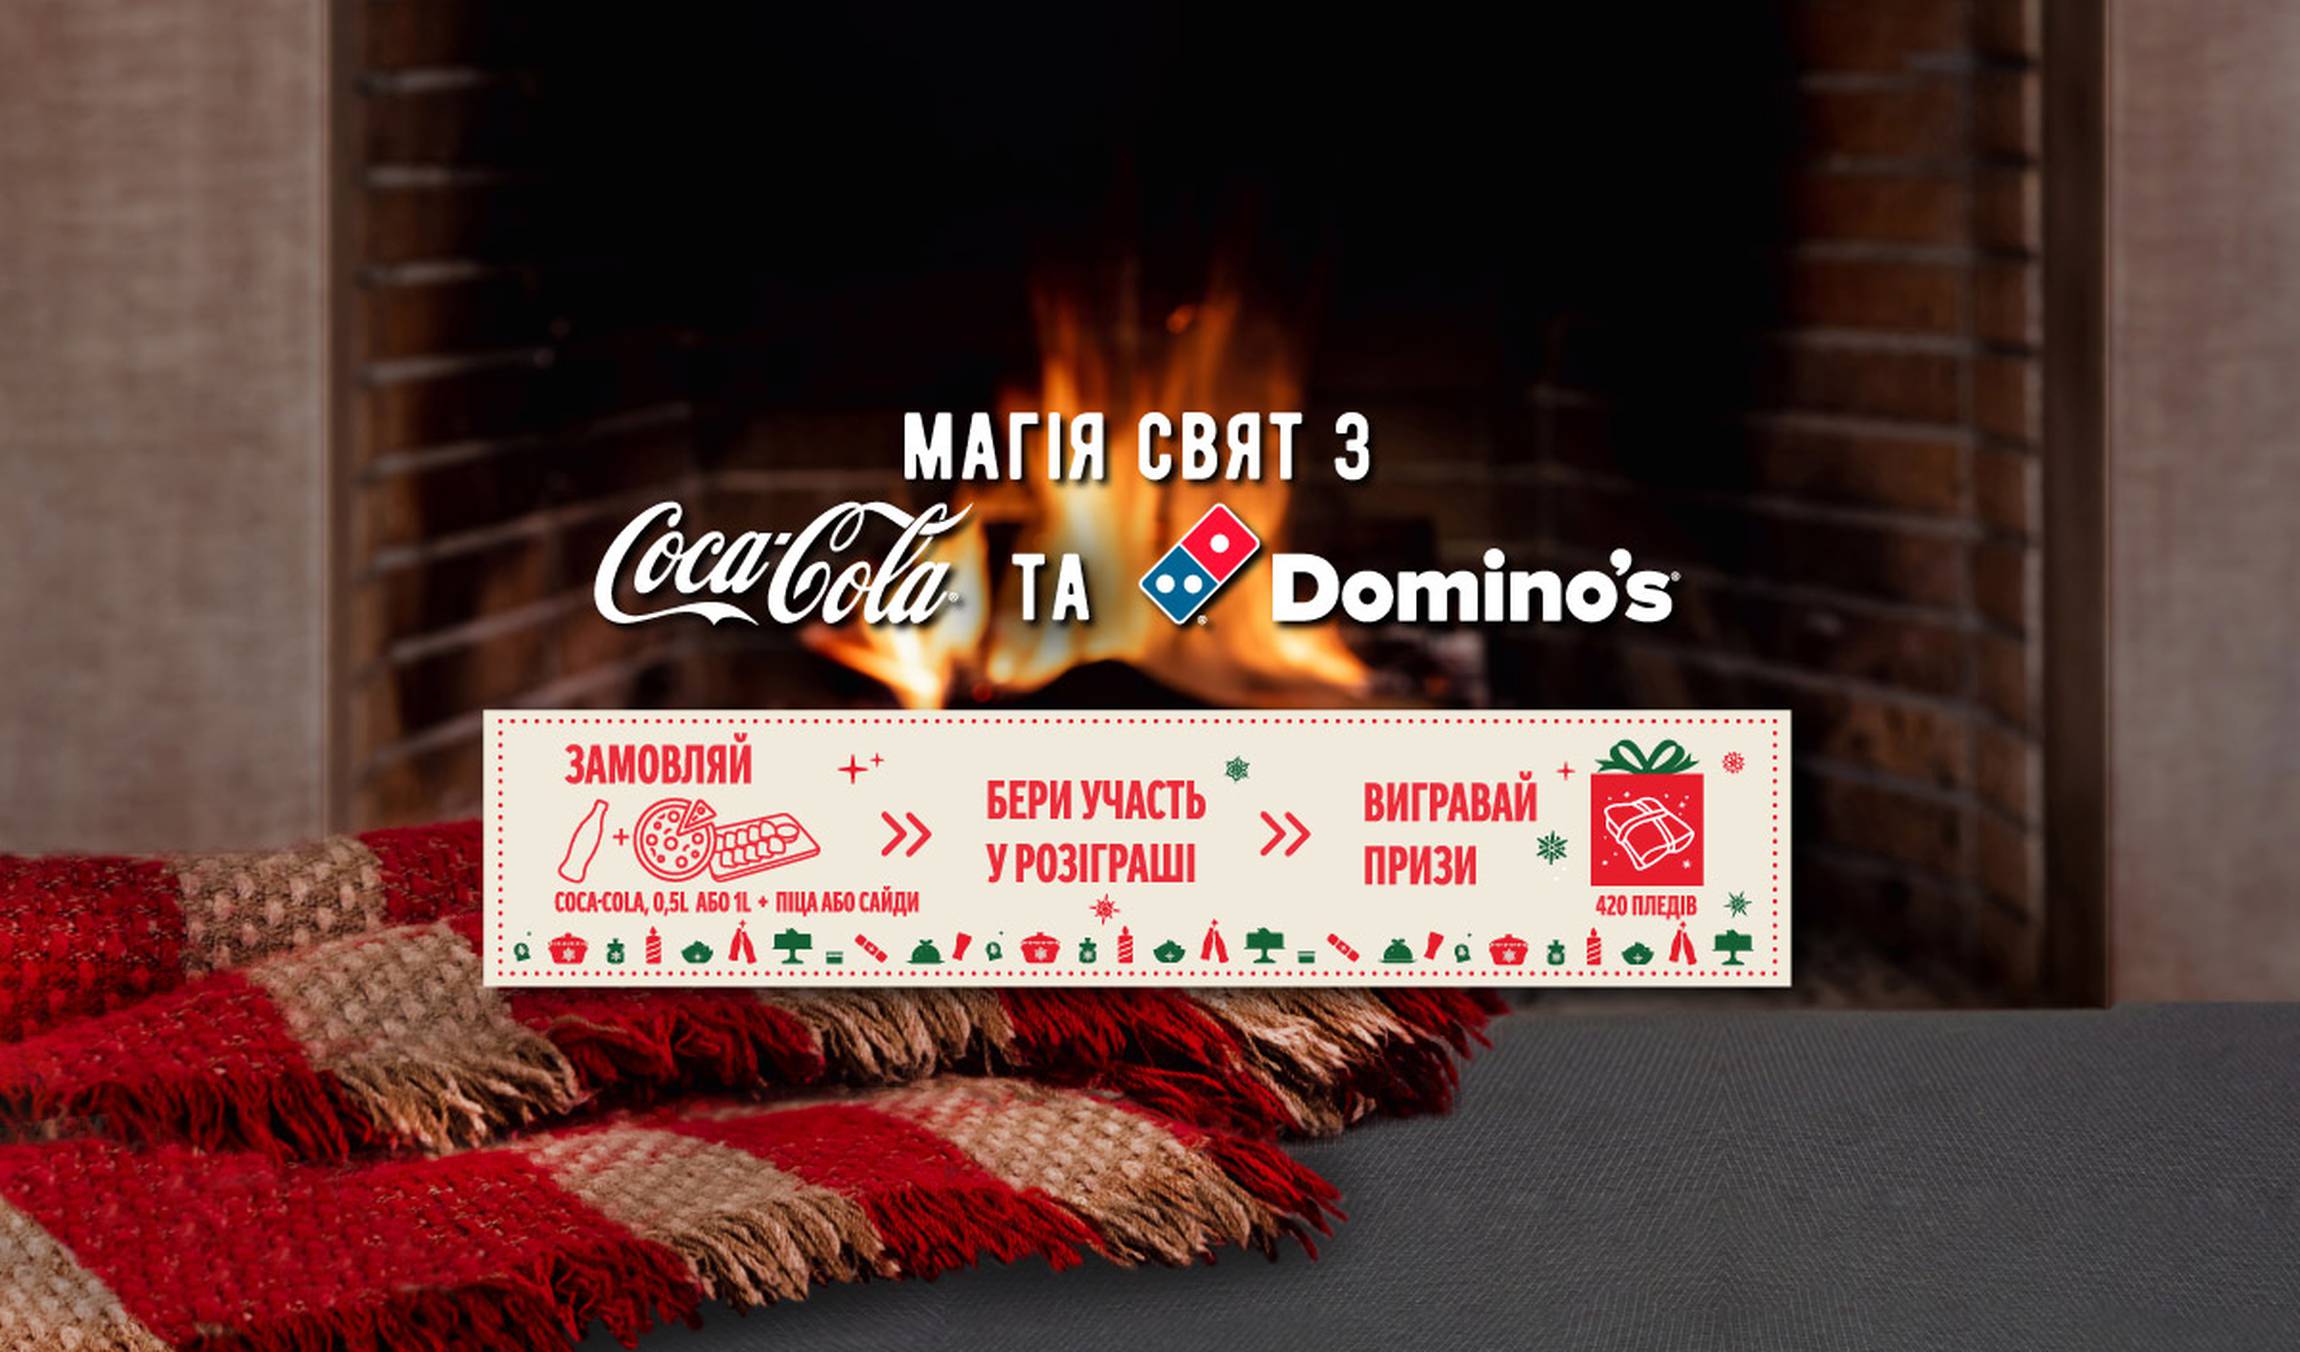 МАГІЯ СВЯТ З
Coca-Cola® ТА Domino's®
ЗАМОВЛЯЙ
COCA-COLA, 0,5L АБО 1L + ПІЦА АБО САЙДИ
БЕРИ УЧАСТЬ
У РОЗІГРАШІ
ВИГРАВАЙ
ПРИЗИ
420 ПЛЕДІВ